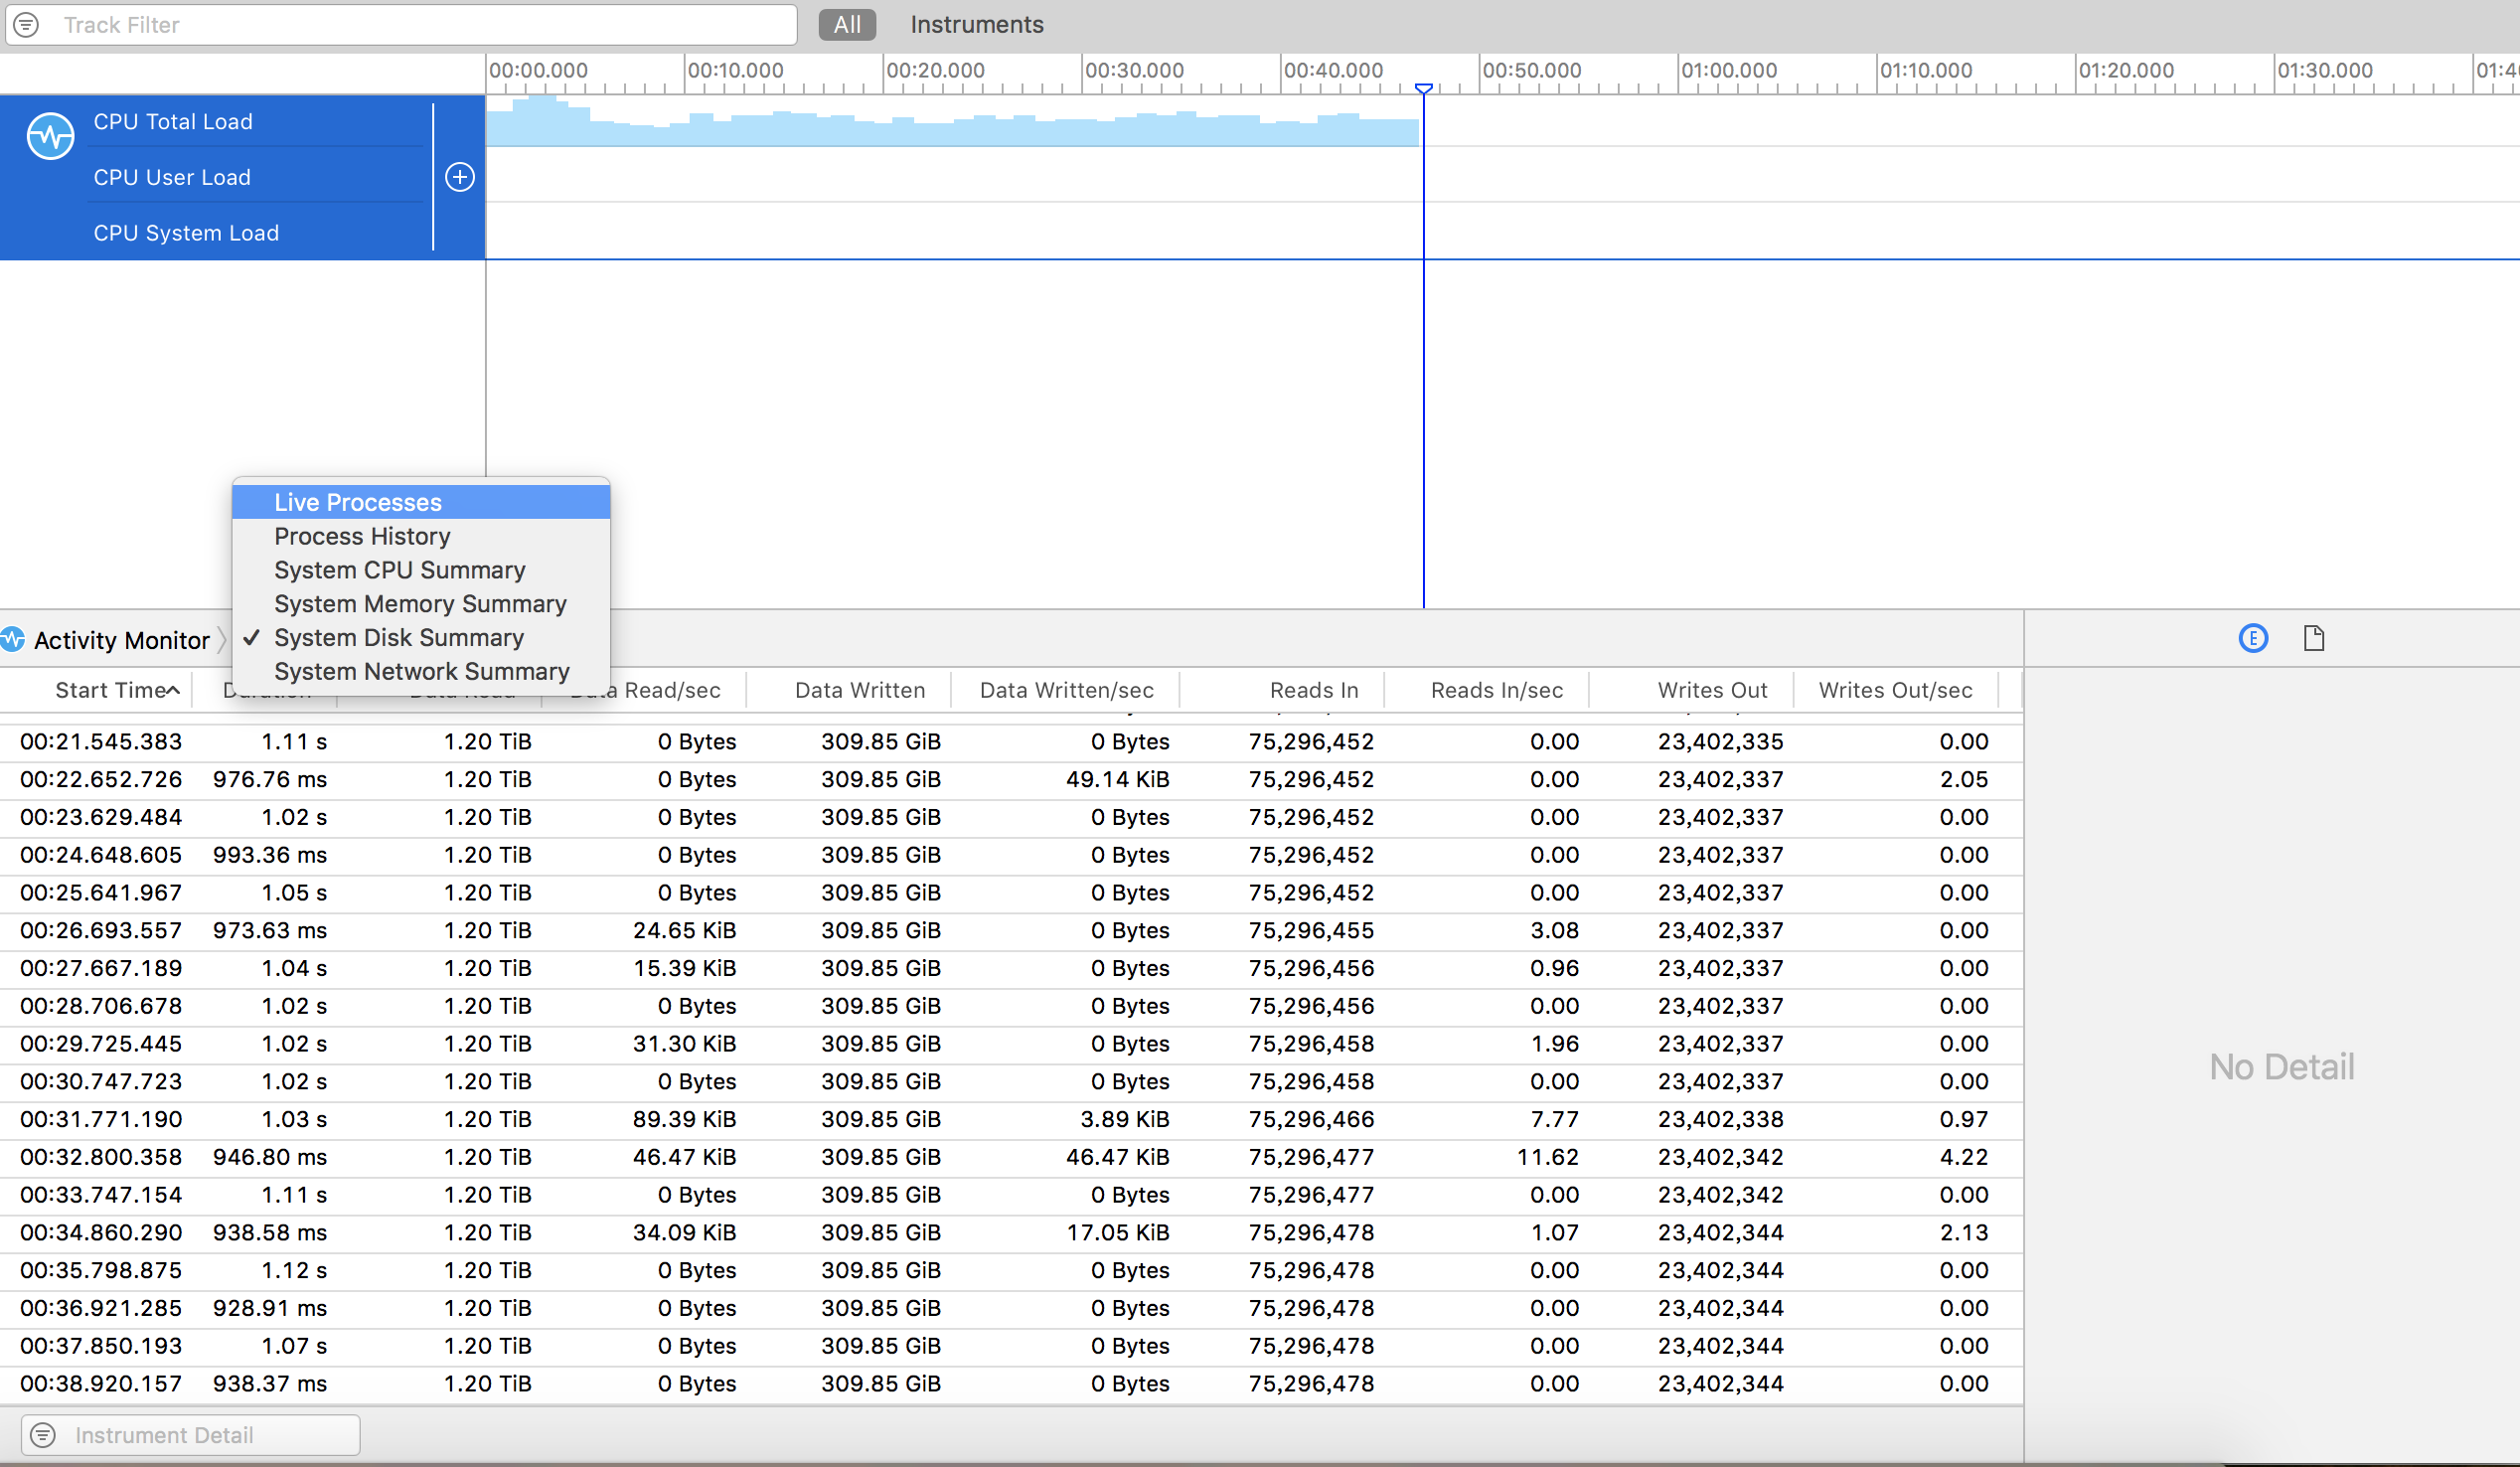 Track Filter All Instruments
00:00.000 00:10.000 00:20.000 00:30.000 00:40.000 00:50.000 01:00.000 01:10.000 01:20.000 01:30.000
CPU Total Load
CPU User Load
CPU System Load
Live Processes
Process History
System CPU Summary
System Memory Summary
Activity Monitor ✓ System Disk Summary
System Network Summary
Start Time Duration Data Read Data Read/sec Data Written Data Written/sec Reads In Reads In/sec Writes Out Writes Out/sec
00:21.545.383 1.11 s 1.20 TiB 0 Bytes 309.85 GiB 0 Bytes 75,296,452 0.00 23,402,335 0.00
00:22.652.726 976.76 ms 1.20 TiB 0 Bytes 309.85 GiB 49.14 KiB 75,296,452 0.00 23,402,337 2.05
00:23.629.484 1.02 s 1.20 TiB 0 Bytes 309.85 GiB 0 Bytes 75,296,452 0.00 23,402,337 0.00
00:24.648.605 993.36 ms 1.20 TiB 0 Bytes 309.85 GiB 0 Bytes 75,296,452 0.00 23,402,337 0.00
00:25.641.967 1.05 s 1.20 TiB 0 Bytes 309.85 GiB 0 Bytes 75,296,452 0.00 23,402,337 0.00
00:26.693.557 973.63 ms 1.20 TiB 24.65 KiB 309.85 GiB 0 Bytes 75,296,455 3.08 23,402,337 0.00
00:27.667.189 1.04 s 1.20 TiB 15.39 KiB 309.85 GiB 0 Bytes 75,296,456 0.96 23,402,337 0.00
00:28.706.678 1.02 s 1.20 TiB 0 Bytes 309.85 GiB 0 Bytes 75,296,456 0.00 23,402,337 0.00
00:29.725.445 1.02 s 1.20 TiB 31.30 KiB 309.85 GiB 0 Bytes 75,296,458 1.96 23,402,337 0.00
00:30.747.723 1.02 s 1.20 TiB 0 Bytes 309.85 GiB 0 Bytes 75,296,458 0.00 23,402,337 0.00
00:31.771.190 1.03 s 1.20 TiB 89.39 KiB 309.85 GiB 3.89 KiB 75,296,466 7.77 23,402,338 0.97
00:32.800.358 946.80 ms 1.20 TiB 46.47 KiB 309.85 GiB 46.47 KiB 75,296,477 11.62 23,402,342 4.22
00:33.747.154 1.11 s 1.20 TiB 0 Bytes 309.85 GiB 0 Bytes 75,296,477 0.00 23,402,342 0.00
00:34.860.290 938.58 ms 1.20 TiB 34.09 KiB 309.85 GiB 17.05 KiB 75,296,478 1.07 23,402,344 2.13
00:35.798.875 1.12 s 1.20 TiB 0 Bytes 309.85 GiB 0 Bytes 75,296,478 0.00 23,402,344 0.00
00:36.921.285 928.91 ms 1.20 TiB 0 Bytes 309.85 GiB 0 Bytes 75,296,478 0.00 23,402,344 0.00
00:37.850.193 1.07 s 1.20 TiB 0 Bytes 309.85 GiB 0 Bytes 75,296,478 0.00 23,402,344 0.00
00:38.920.157 938.37 ms 1.20 TiB 0 Bytes 309.85 GiB 0 Bytes 75,296,478 0.00 23,402,344 0.00
E
No Detail
Instrument Detail